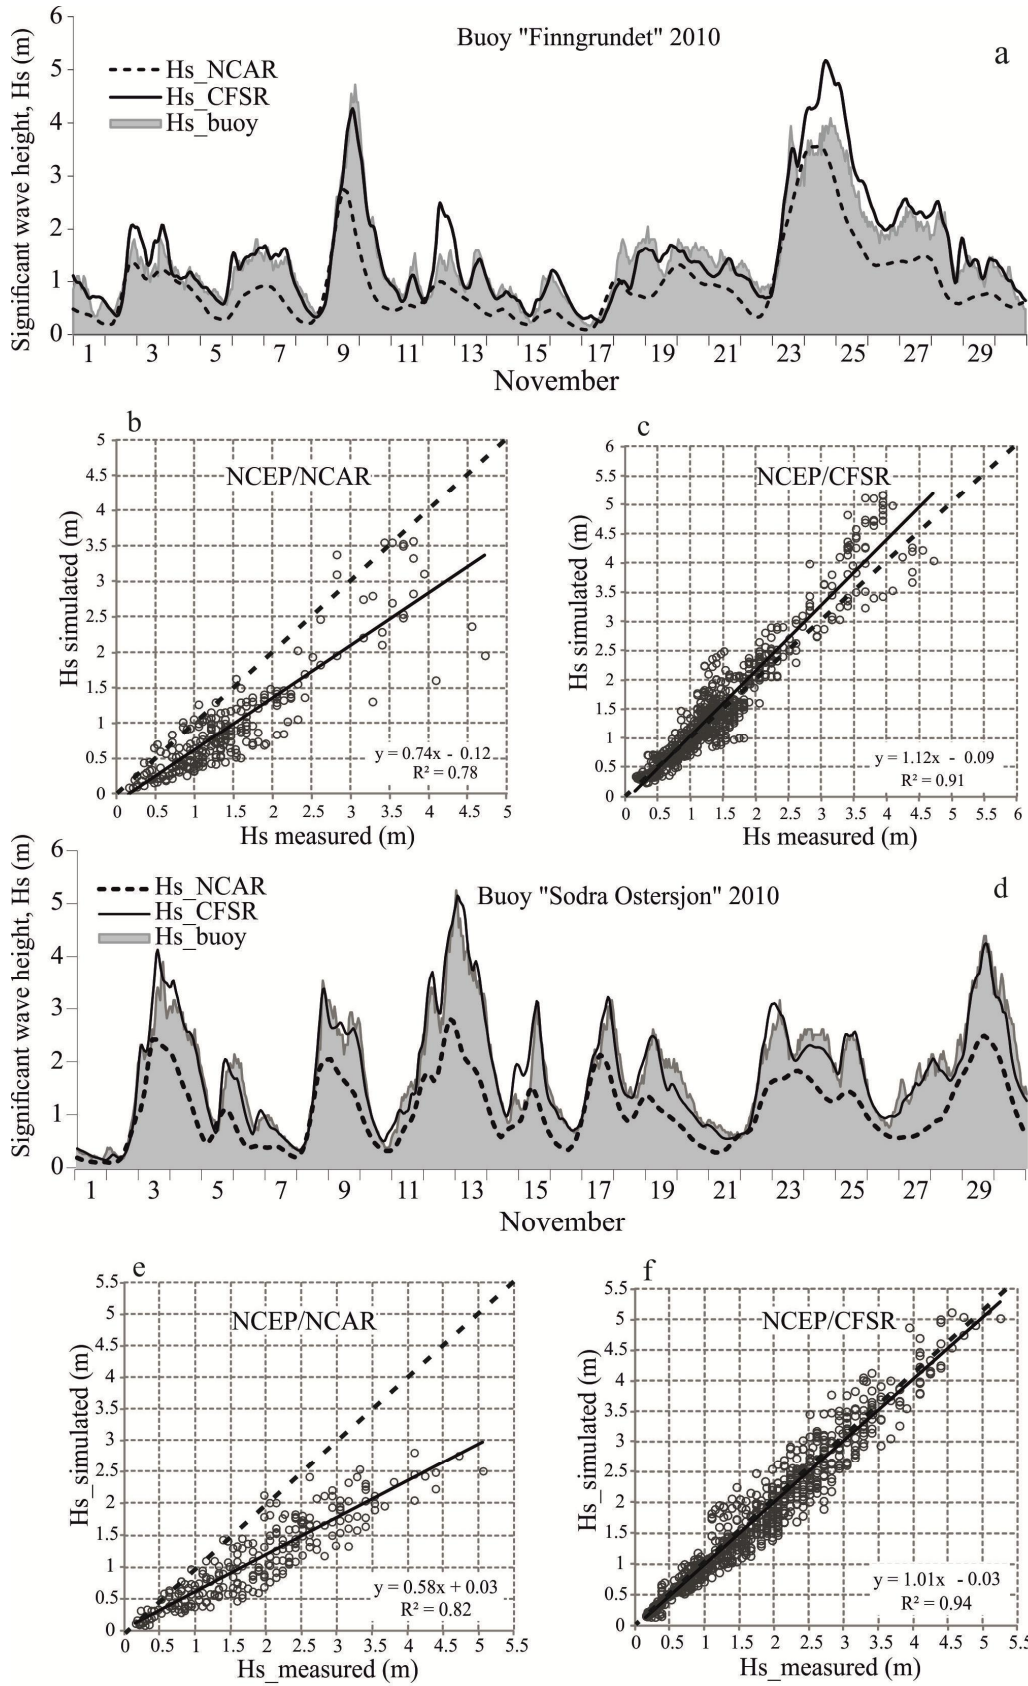 Buoy "Finngrundet" 2010
a
Significant wave height, Hs (m)
6
5
4
3
2
1
0
Hs_NCAR
Hs_CFSR
Hs_buoy
1 3 5 7 9 11 13 15 17 19 21 23 25 27 29
November
b
NCEP/NCAR
Hs simulated (m)
5
4.5
4
3.5
3
2.5
2
1.5
1
0.5
0
y = 0.74x - 0.12
R² = 0.78
0 0.5 1 1.5 2 2.5 3 3.5 4 4.5 5
Hs measured (m)
c
NCEP/CFSR
Hs simulated (m)
6
5.5
5
4.5
4
3.5
3
2.5
2
1.5
1
0.5
0
y = 1.12x - 0.09
R² = 0.91
0 0.5 1 1.5 2 2.5 3 3.5 4 4.5 5 5.5 6
Hs measured (m)
Buoy "Sodra Ostersjon" 2010
d
Significant wave height, Hs (m)
6
5
4
3
2
1
0
Hs_NCAR
Hs_CFSR
Hs_buoy
1 3 5 7 9 11 13 15 17 19 21 23 25 27 29
November
e
NCEP/NCAR
Hs_simulated (m)
5.5
5
4.5
4
3.5
3
2.5
2
1.5
1
0.5
0
y = 0.58x + 0.03
R² = 0.82
0 0.5 1 1.5 2 2.5 3 3.5 4 4.5 5 5.5
Hs_measured (m)
f
NCEP/CFSR
Hs_simulated (m)
5.5
5
4.5
4
3.5
3
2.5
2
1.5
1
0.5
0
y = 1.01x - 0.03
R² = 0.94
0 0.5 1 1.5 2 2.5 3 3.5 4 4.5 5 5.5
Hs_measured (m)